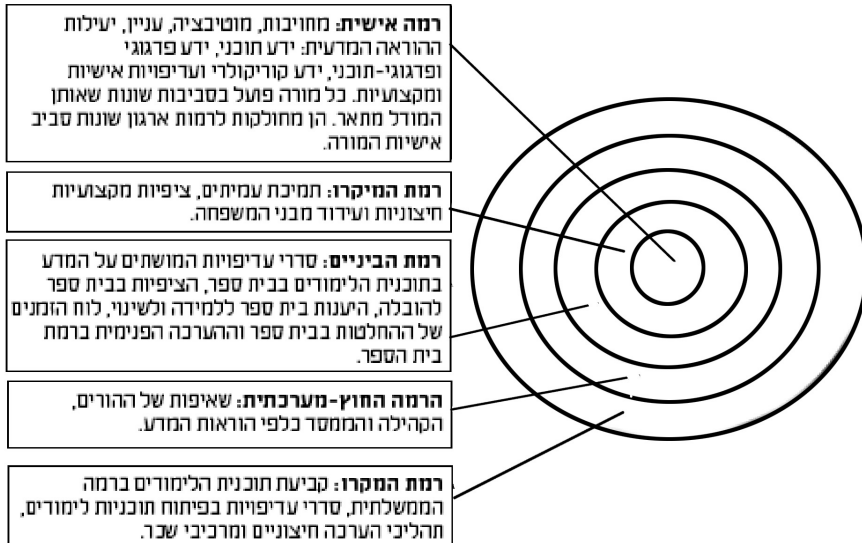 רמה אישית: מחויבות, מוטיבציה, עניין, יעילות
ההוראה המדעית: ידע תוכני, ידע פדגוגי
ופדגוגי-תוכני, ידע קוריקולרי ועדיפויות אישיות
ומקצועיות. כל מורה פועל בסביבות שונות שאותן
המודל מתאר. הן מחולקות לרמות ארגון שונות סביב
אישיות המורה.
רמת המיקרו: תמיכת עמיתים, ציפיות מקצועיות
חיצוניות ועידוד מבני המשפחה.
רמת הביניים: סדרי עדיפויות המושתים על המדע
בתוכנית הלימודים בבית ספר, הציפיות בבית ספר
להובלה, היענות בית ספר ללמידה ולשינוי, לוח הזמנים
של ההחלטות בבית ספר וההערכה הפנימית ברמת
בית הספר.
הרמה החוץ-מערכתית: שאיפות של ההורים,
הקהילה והממסד כלפי הוראות המדע.
רמת המקרו: קביעת תוכנית הלימודים ברמה
הממשלתית, סדרי עדיפויות בפיתוח תוכניות לימודים,
תהליכי הערכה חיצוניים ומרכיבי שכר.